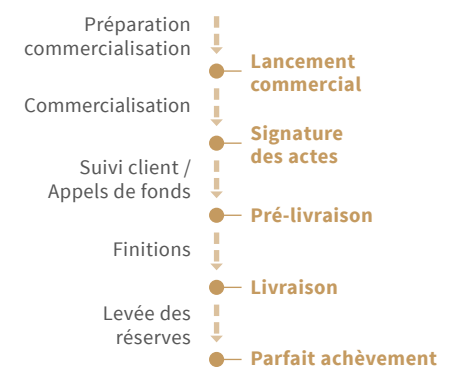 Préparation
commercialisation
Lancement
commercial
Commercialisation
Signature
des actes
Suivi client /
Appels de fonds
Pré-livraison
Finitions
Livraison
Levée des
réserves
Parfait achèvement